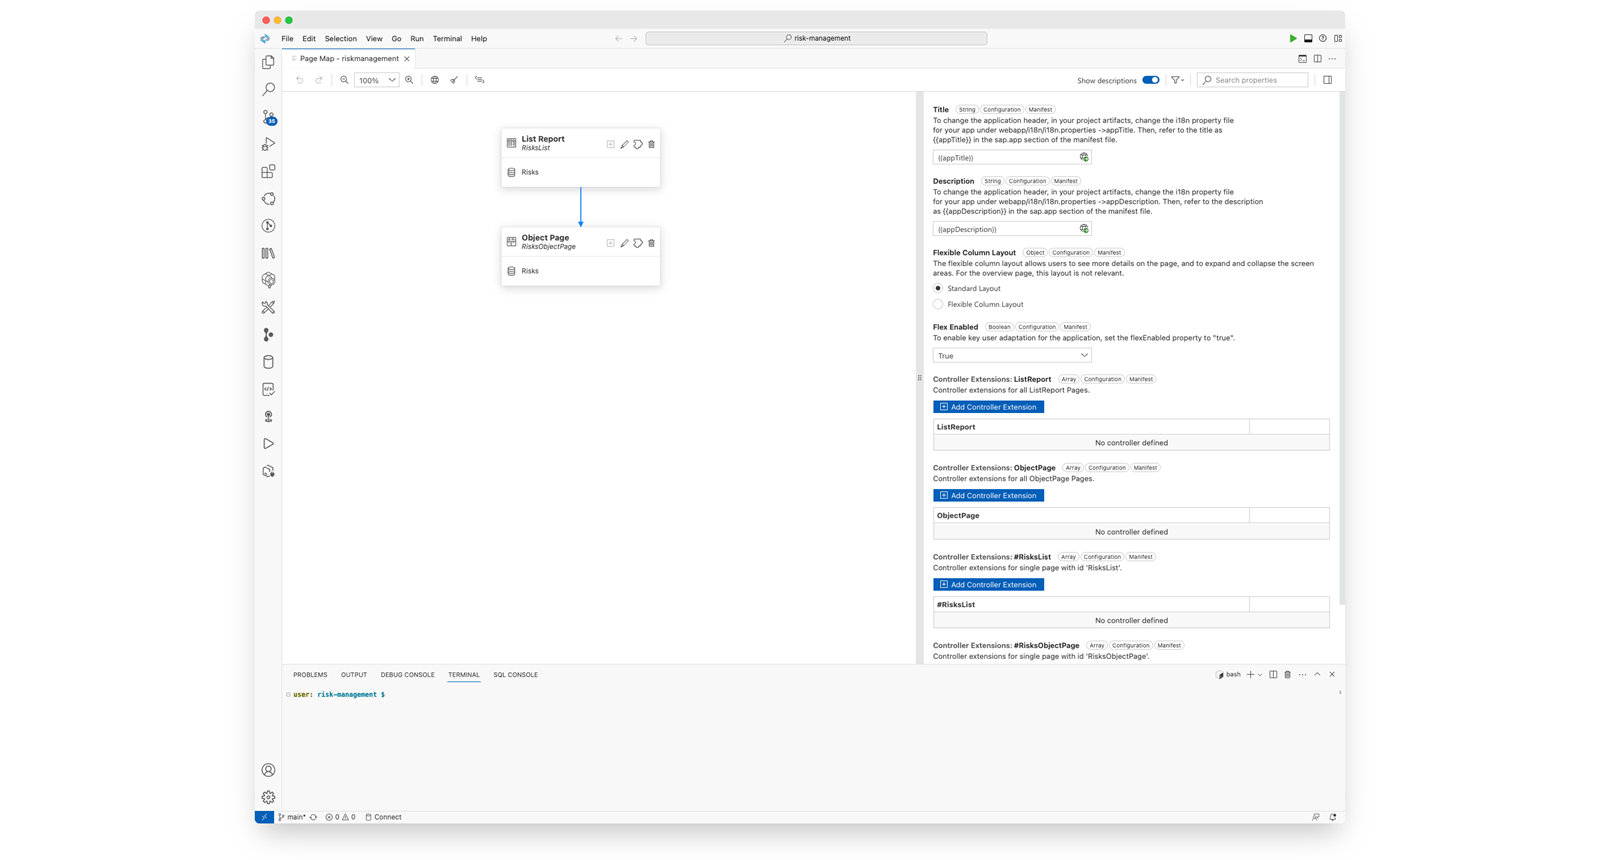 File Edit Selection View Go Run Terminal Help
risk-management
Page Map - riskmanagement
100%
Show descriptions
Search properties
35
List Report
RisksList
Risks
Object Page
RisksObjectPage
Risks
Title String Configuration Manifest
To change the application header, in your project artifacts, change the i18n property file
for your app under webapp/i18n/i18n.properties ->appTitle. Then, refer to the title as
{{appTitle}} in the sap.app section of the manifest file.
{{appTitle}}
Description String Configuration Manifest
To change the application header, in your project artifacts, change the i18n property file
for your app under webapp/i18n/i18n.properties ->appDescription. Then, refer to the description
as {{appDescription}} in the sap.app section of the manifest file.
{{appDescription}}
Flexible Column Layout Object Configuration Manifest
The flexible column layout allows users to see more details on the page, and to expand and collapse the screen
areas. For the overview page, this layout is not relevant.
Standard Layout
Flexible Column Layout
Flex Enabled Boolean Configuration Manifest
To enable key user adaptation for the application, set the flexEnabled property to "true".
True
Controller Extensions: ListReport Array Configuration Manifest
Controller extensions for all ListReport Pages.
Add Controller Extension
ListReport
No controller defined
Controller Extensions: ObjectPage Array Configuration Manifest
Controller extensions for all ObjectPage Pages.
Add Controller Extension
ObjectPage
No controller defined
Controller Extensions: #RisksList Array Configuration Manifest
Controller extensions for single page with id 'RisksList'.
Add Controller Extension
#RisksList
No controller defined
Controller Extensions: #RisksObjectPage Array Configuration Manifest
Controller extensions for single page with id 'RisksObjectPage'.
PROBLEMS OUTPUT DEBUG CONSOLE TERMINAL SQL CONSOLE
bash
user: risk-management $
main* 0 0 Connect